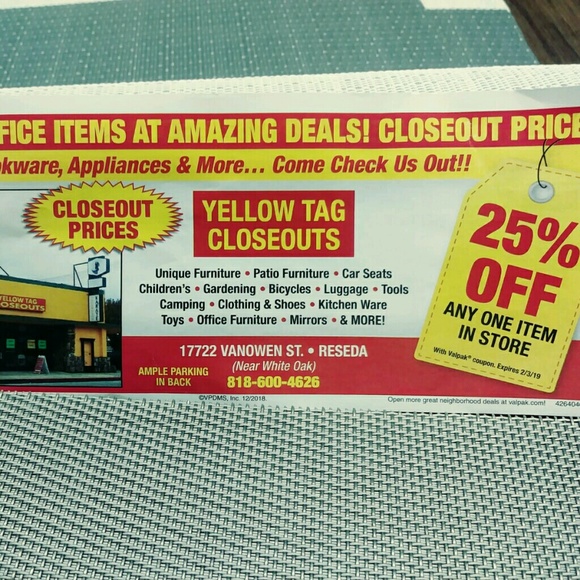 FICE ITEMS AT AMAZING DEALS! CLOSEOUT PRICE
okware, Appliances & More... Come Check Us Out!!
CLOSEOUT
PRICES
YELLOW TAG
CLOSEOUTS
YELLOW TAG
CLOSEOUTS
Unique Furniture • Patio Furniture • Car Seats
Children's • Gardening • Bicycles • Luggage • Tools
Camping • Clothing & Shoes • Kitchen Ware
Toys • Office Furniture • Mirrors • & MORE!
25%
OFF
ANY ONE ITEM
IN STORE
With Valpak® coupon. Expires 2/3/19
17722 VANOWEN ST. • RESEDA
(Near White Oak)
818-600-4626
AMPLE PARKING
IN BACK
©VPDMS, Inc. 12/2018
Open more great neighborhood deals at valpak.com!